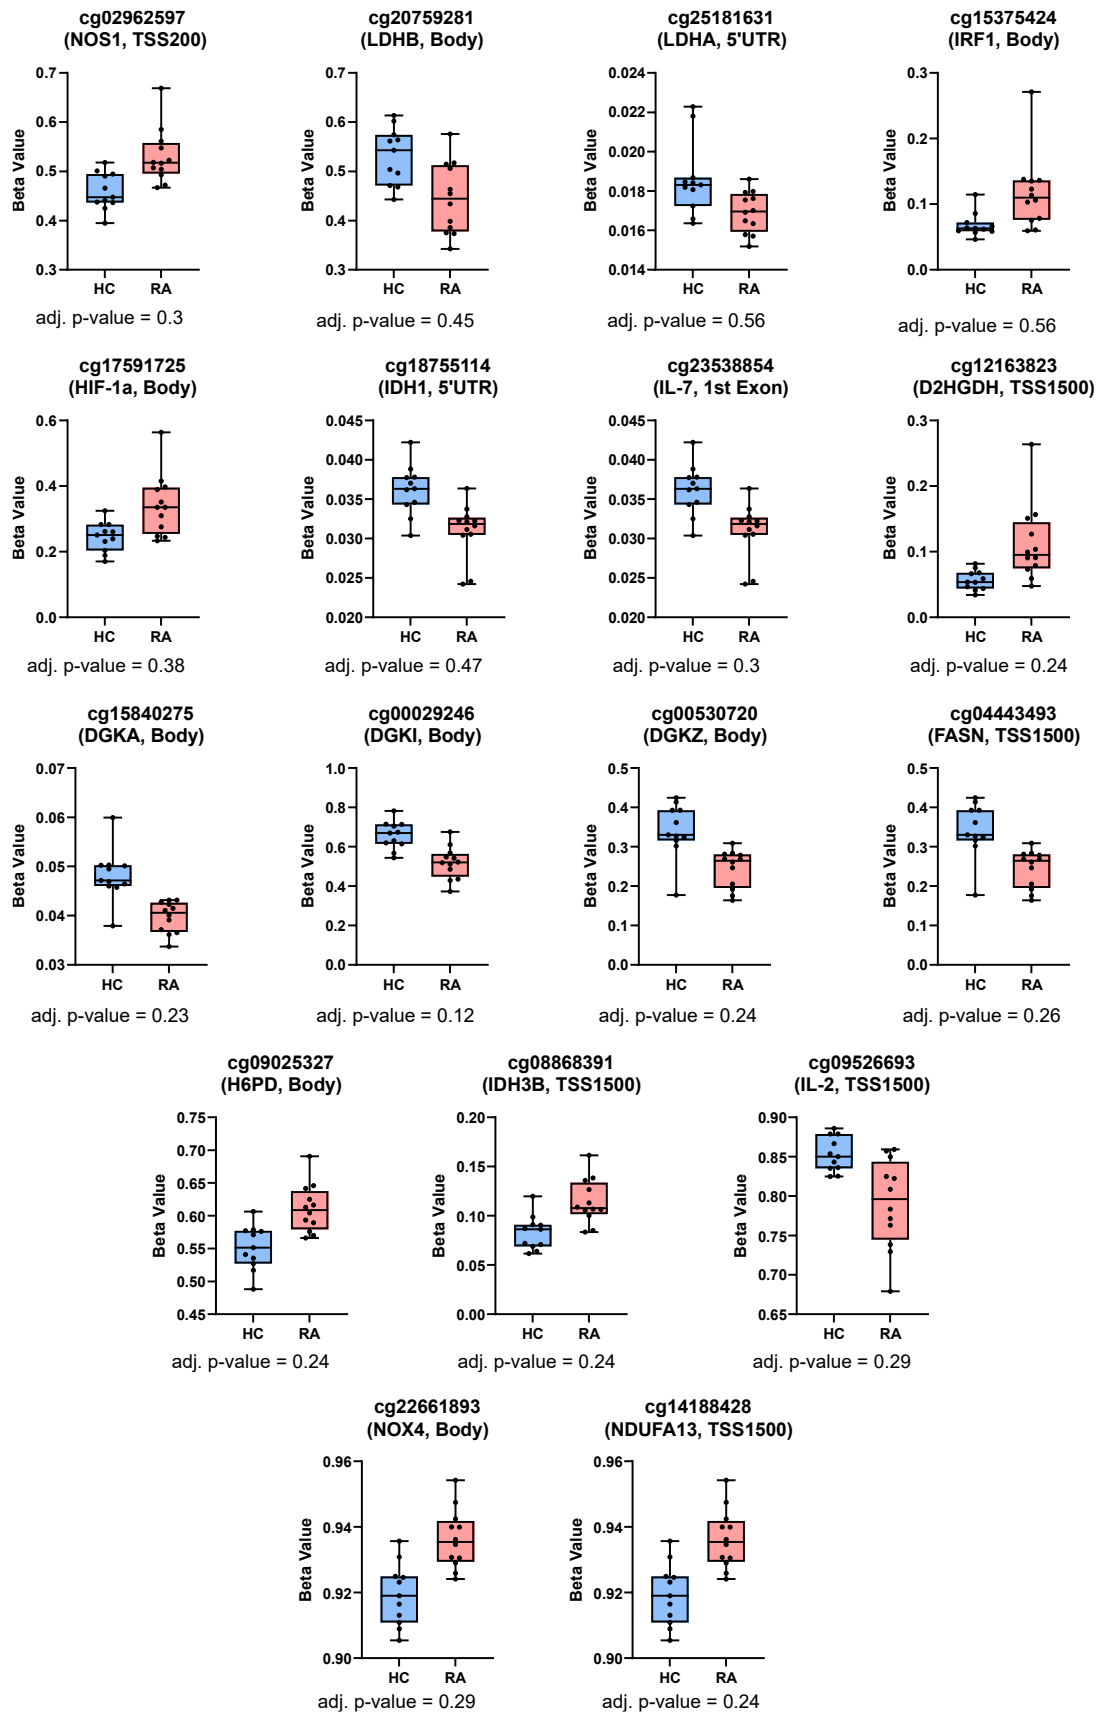 cg02962597
(NOS1, TSS200)
cg20759281
(LDHB, Body)
cg25181631
(LDHA, 5'UTR)
cg15375424
(IRF1, Body)
Beta Value
0.7
0.6
0.5
0.4
0.3
HC RA
adj. p-value = 0.3
Beta Value
0.7
0.6
0.5
0.4
0.3
HC RA
adj. p-value = 0.45
Beta Value
0.024
0.022
0.020
0.018
0.016
0.014
HC RA
adj. p-value = 0.56
Beta Value
0.3
0.2
0.1
0.0
HC RA
adj. p-value = 0.56
cg17591725
(HIF-1a, Body)
cg18755114
(IDH1, 5'UTR)
cg23538854
(IL-7, 1st Exon)
cg12163823
(D2HGDH, TSS1500)
Beta Value
0.6
0.4
0.2
0.0
HC RA
adj. p-value = 0.38
Beta Value
0.045
0.040
0.035
0.030
0.025
0.020
HC RA
adj. p-value = 0.47
Beta Value
0.045
0.040
0.035
0.030
0.025
0.020
HC RA
adj. p-value = 0.3
Beta Value
0.3
0.2
0.1
0.0
HC RA
adj. p-value = 0.24
cg15840275
(DGKA, Body)
cg00029246
(DGKI, Body)
cg00530720
(DGKZ, Body)
cg04443493
(FASN, TSS1500)
Beta Value
0.07
0.06
0.05
0.04
0.03
HC RA
adj. p-value = 0.23
Beta Value
1.0
0.8
0.6
0.4
0.2
0.0
HC RA
adj. p-value = 0.12
Beta Value
0.5
0.4
0.3
0.2
0.1
0.0
HC RA
adj. p-value = 0.24
Beta Value
0.5
0.4
0.3
0.2
0.1
0.0
HC RA
adj. p-value = 0.26
cg09025327
(H6PD, Body)
cg08868391
(IDH3B, TSS1500)
cg09526693
(IL-2, TSS1500)
Beta Value
0.75
0.70
0.65
0.60
0.55
0.50
0.45
HC RA
adj. p-value = 0.24
Beta Value
0.20
0.15
0.10
0.05
0.00
HC RA
adj. p-value = 0.24
Beta Value
0.90
0.85
0.80
0.75
0.70
0.65
HC RA
adj. p-value = 0.29
cg22661893
(NOX4, Body)
cg14188428
(NDUFA13, TSS1500)
Beta Value
0.96
0.94
0.92
0.90
HC RA
adj. p-value = 0.29
Beta Value
0.96
0.94
0.92
0.90
HC RA
adj. p-value = 0.24